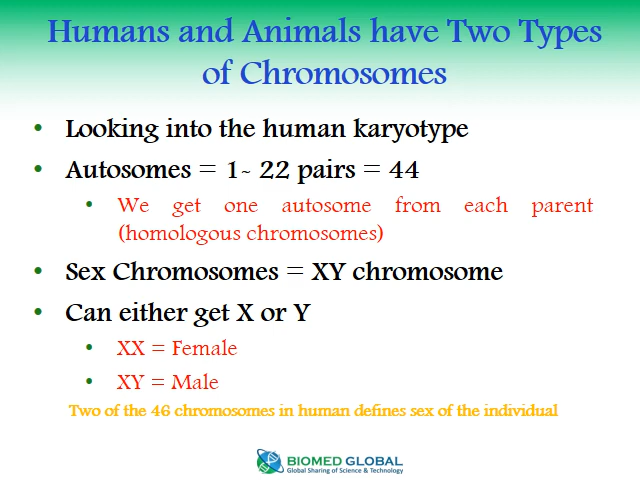 Humans and Animals have Two Types
of Chromosomes
• Looking into the human karyotype
• Autosomes = 1- 22 pairs = 44
• We get one autosome from each parent
(homologous chromosomes)
• Sex Chromosomes = XY chromosome
• Can either get X or Y
• XX = Female
• XY = Male
Two of the 46 chromosomes in human defines sex of the individual
BIOMED GLOBAL
Global Sharing of Science & Technology